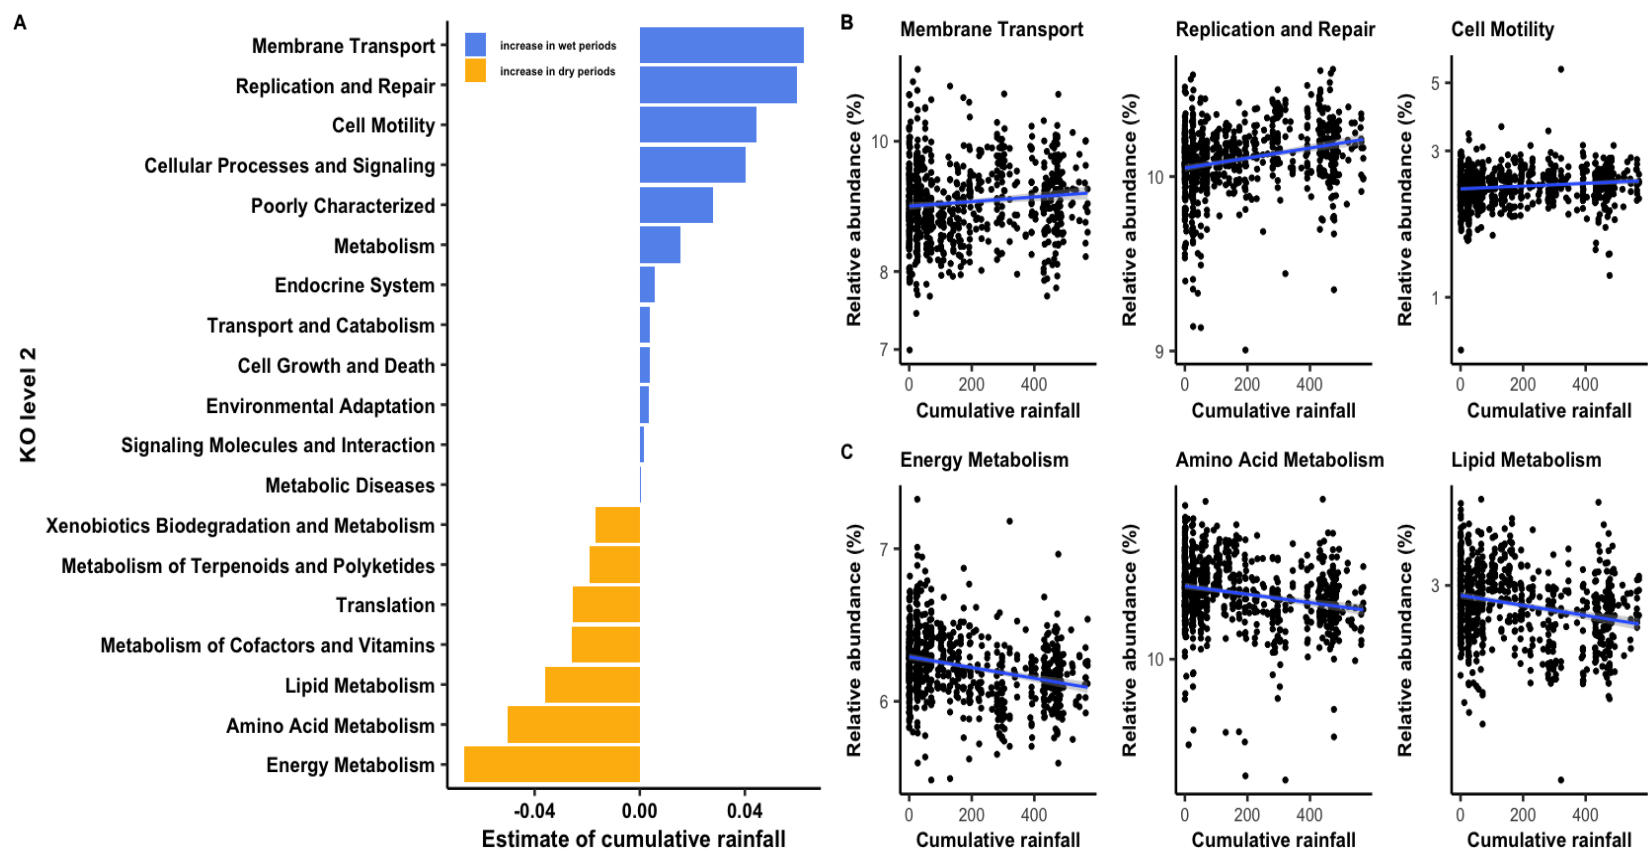 A
KO level 2
Membrane Transport
Replication and Repair
Cell Motility
Cellular Processes and Signaling
Poorly Characterized
Metabolism
Endocrine System
Transport and Catabolism
Cell Growth and Death
Environmental Adaptation
Signaling Molecules and Interaction
Metabolic Diseases
Xenobiotics Biodegradation and Metabolism
Metabolism of Terpenoids and Polyketides
Translation
Metabolism of Cofactors and Vitamins
Lipid Metabolism
Amino Acid Metabolism
Energy Metabolism
increase in wet periods
increase in dry periods
-0.04 0.00 0.04
Estimate of cumulative rainfall
B
Membrane Transport
Relative abundance (%)
10
8
7
0 200 400
Cumulative rainfall
Replication and Repair
Relative abundance (%)
10
9
0 200 400
Cumulative rainfall
Cell Motility
Relative abundance (%)
5
3
1
0 200 400
Cumulative rainfall
C
Energy Metabolism
Relative abundance (%)
7
6
0 200 400
Cumulative rainfall
Amino Acid Metabolism
Relative abundance (%)
10
0 200 400
Cumulative rainfall
Lipid Metabolism
Relative abundance (%)
3
0 200 400
Cumulative rainfall